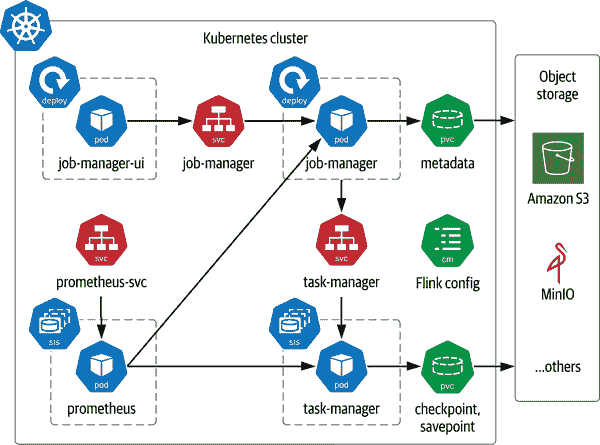 Kubernetes cluster
Object
storage
deploy
pod
job-manager-ui
svc
job-manager
deploy
pod
job-manager
pvc
metadata
Amazon S3
svc
prometheus-svc
svc
task-manager
cm
Flink config
MinIO
sts
pod
prometheus
sts
pod
task-manager
pvc
checkpoint,
savepoint
...others